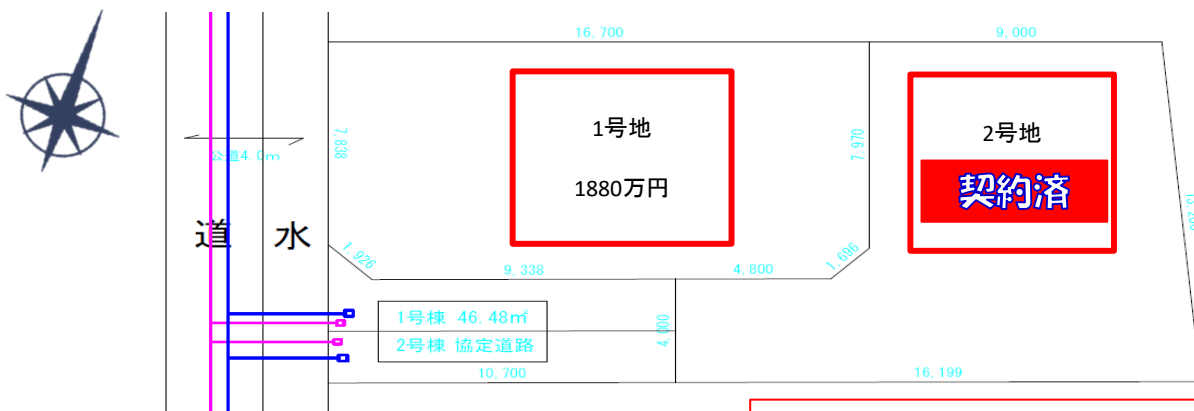 16.700
9.000
1号地
1880万円
2号地
契約済
7.838
7.970
公道4.0m
道 水
1.926
9.338
4.800
1.696
1号棟 46.48㎡
2号棟 協定道路
4.000
10.700
16.199